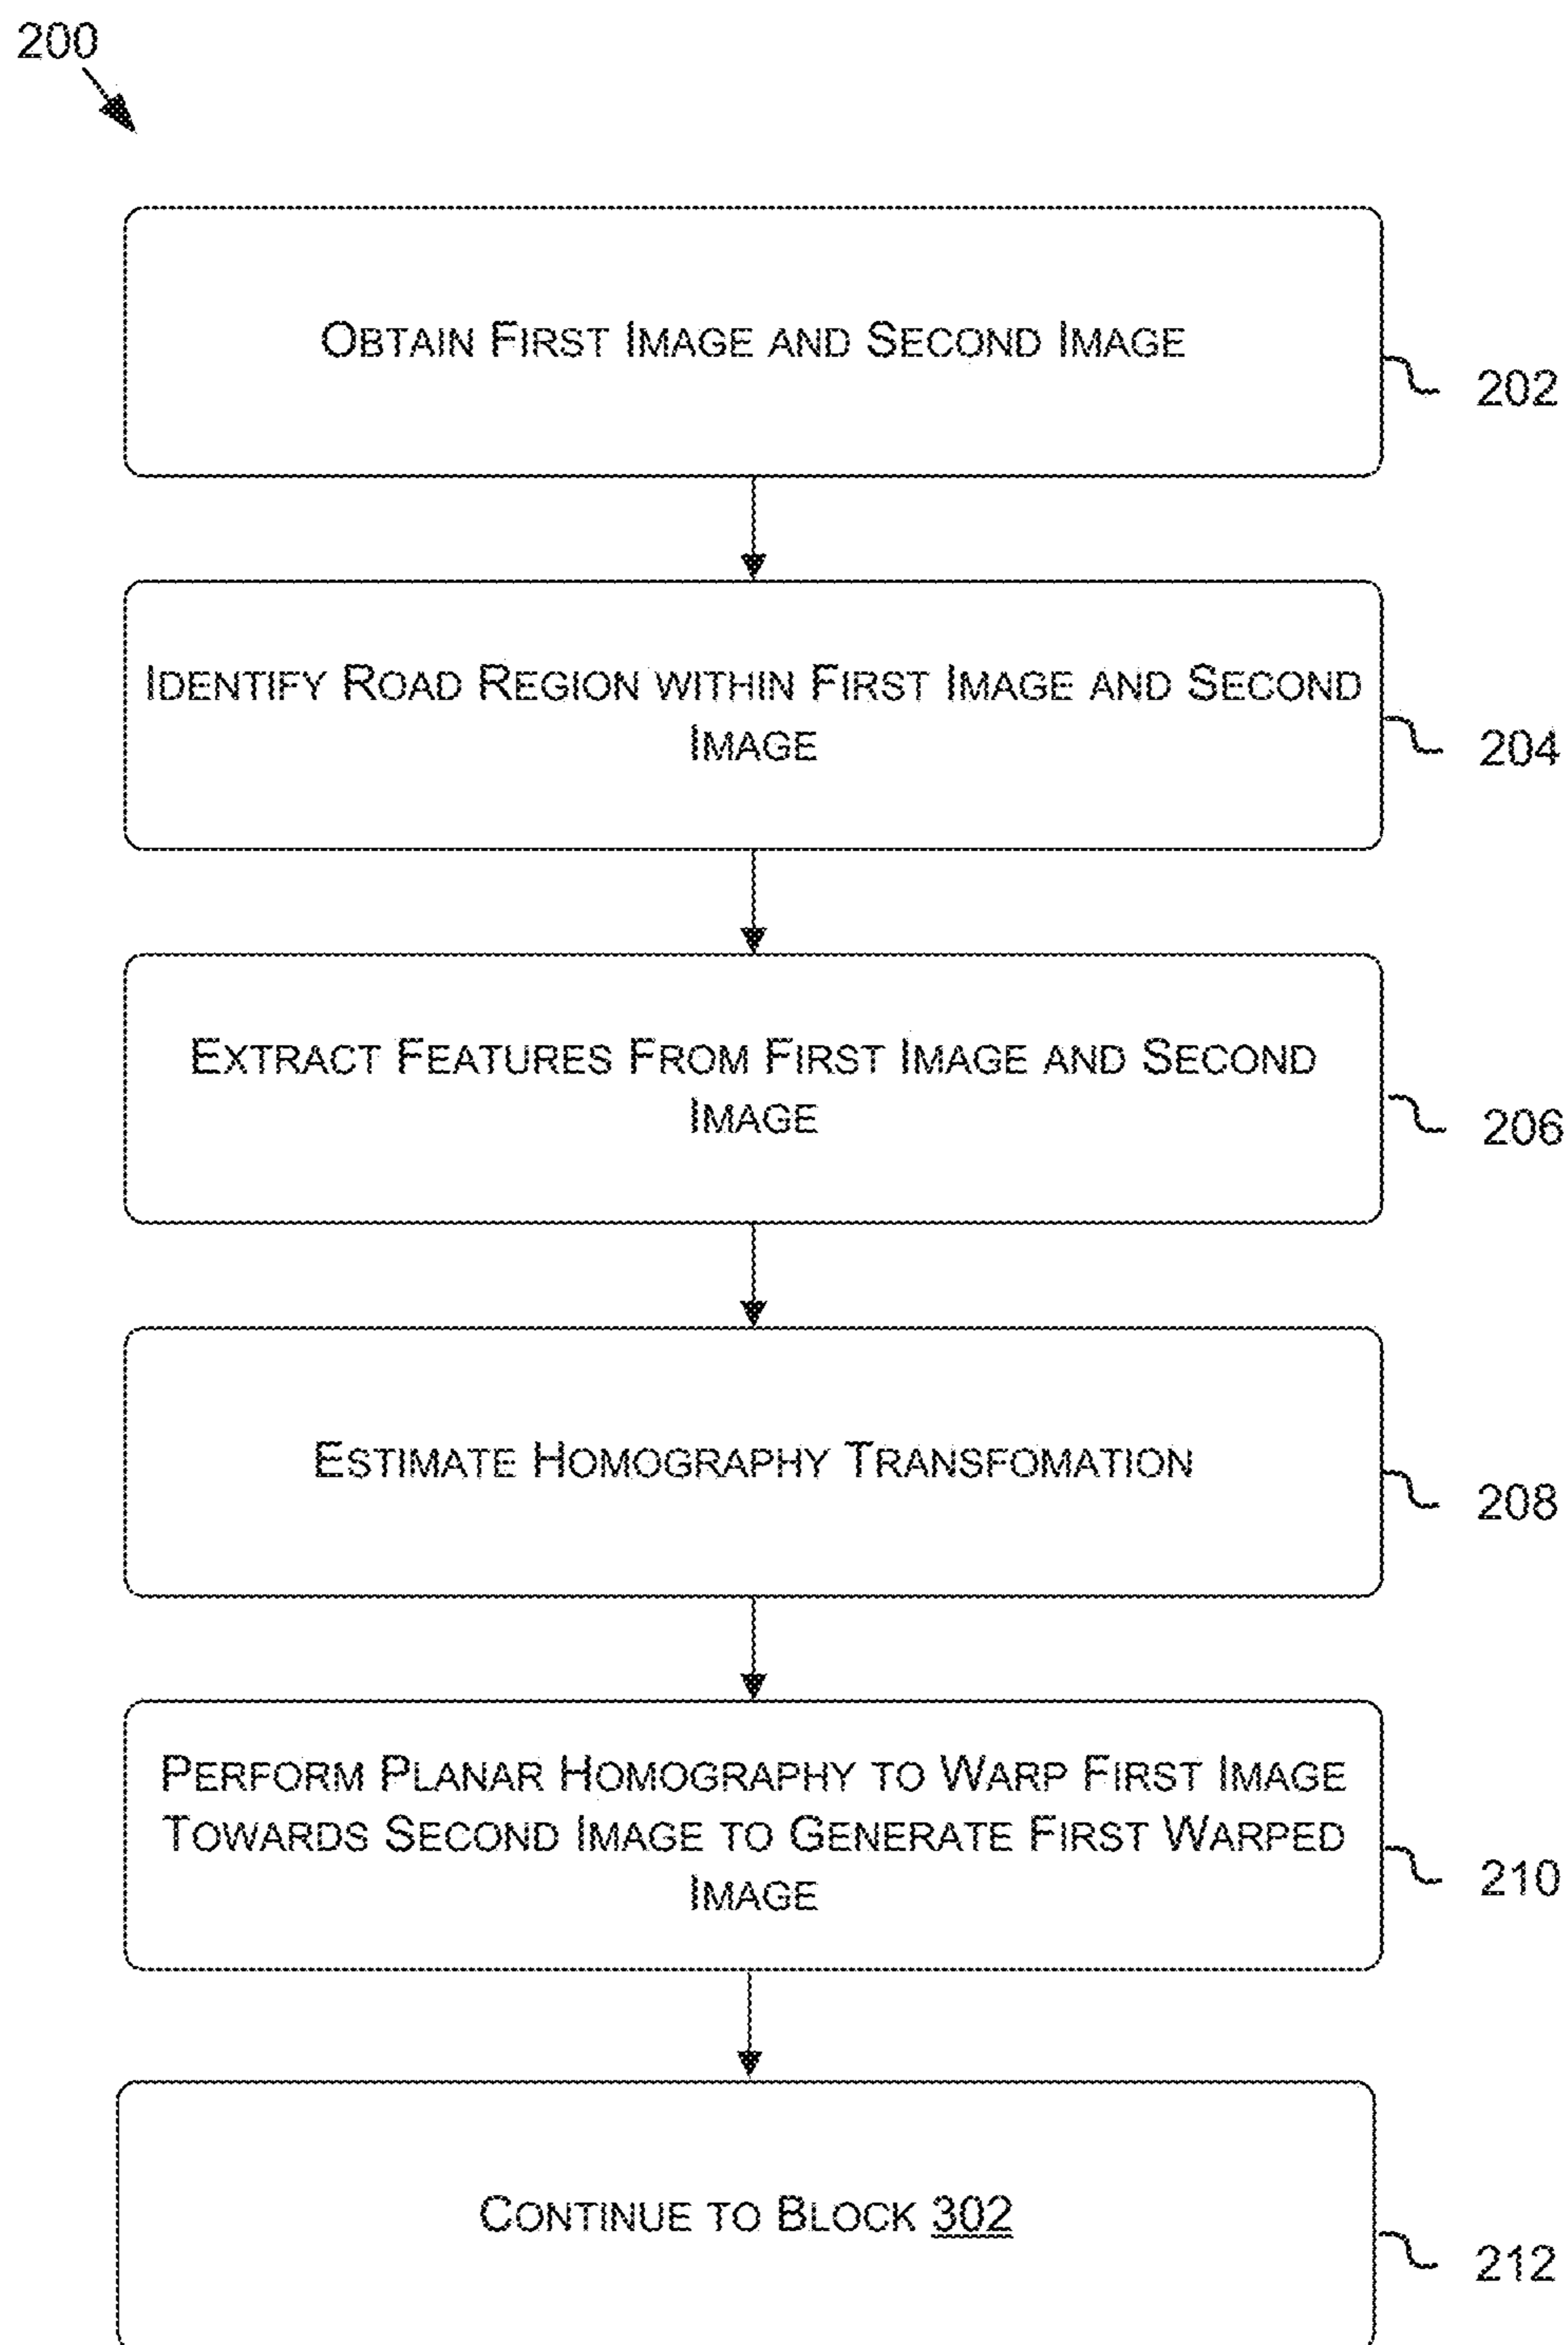 200
OBTAIN FIRST IMAGE AND SECOND IMAGE
202
IDENTIFY ROAD REGION WITHIN FIRST IMAGE AND SECOND
IMAGE
204
EXTRACT FEATURES FROM FIRST IMAGE AND SECOND
IMAGE
206
ESTIMATE HOMOGRAPHY TRANSFOMATION
208
PERFORM PLANAR HOMOGRAPHY TO WARP FIRST IMAGE
TOWARDS SECOND IMAGE TO GENERATE FIRST WARPED
IMAGE
210
CONTINUE TO BLOCK 302
212